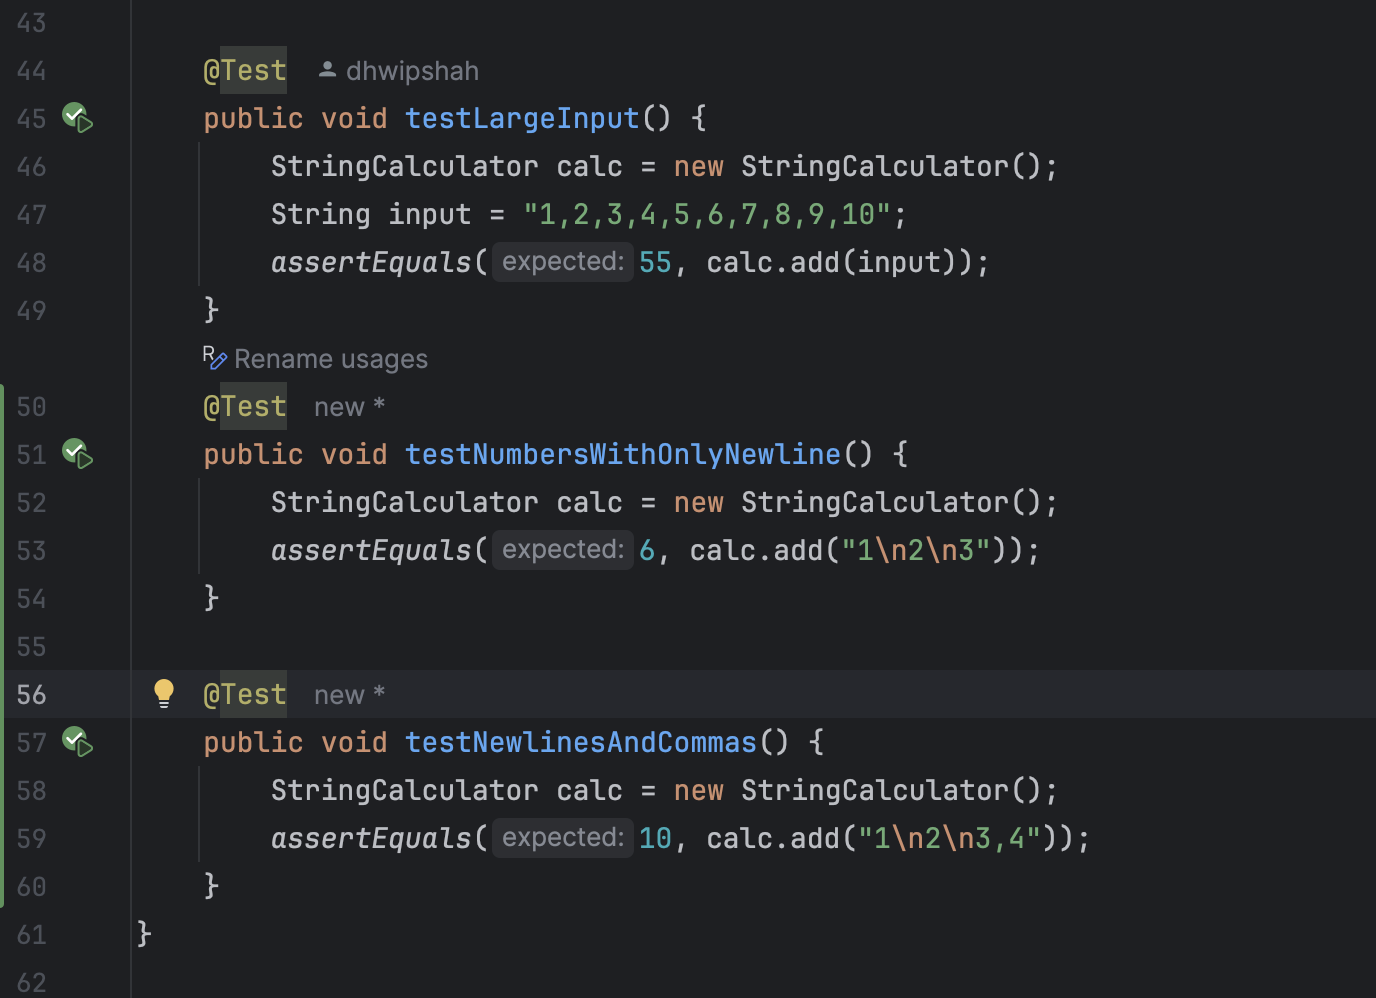 43
44 @Test dhwipshah
45 public void testLargeInput() {
46 StringCalculator calc = new StringCalculator();
47 String input = "1,2,3,4,5,6,7,8,9,10";
48 assertEquals( expected: 55, calc.add(input));
49 }
Rename usages
50 @Test new *
51 public void testNumbersWithOnlyNewline() {
52 StringCalculator calc = new StringCalculator();
53 assertEquals( expected: 6, calc.add("1\n2\n3"));
54 }
55
56 @Test new *
57 public void testNewlinesAndCommas() {
58 StringCalculator calc = new StringCalculator();
59 assertEquals( expected: 10, calc.add("1\n2\n3,4"));
60 }
61 }
62